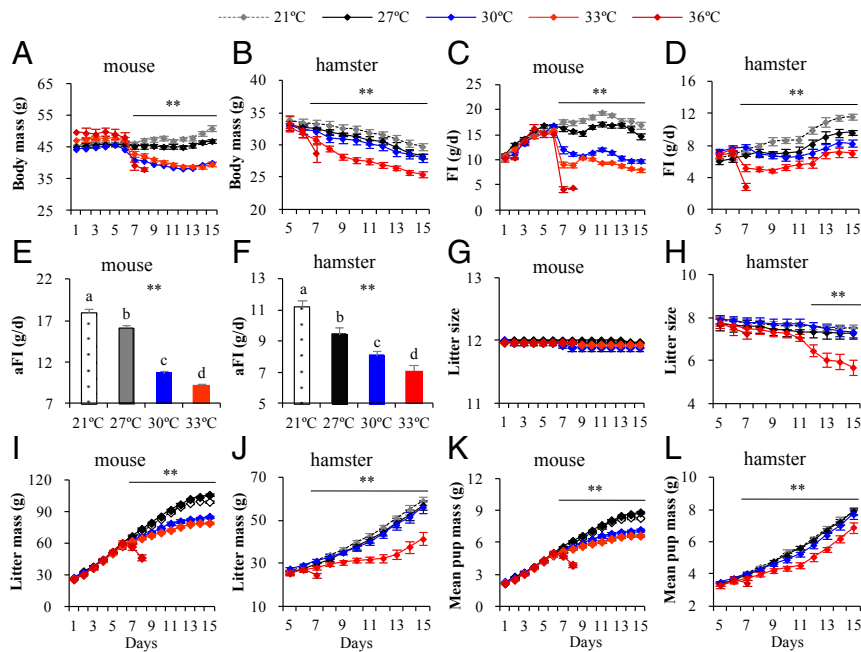 21ºC 27ºC 30ºC 33ºC 36ºC
A mouse
Body mass (g)
65
55
45
35
25
1 3 5 7 9 11 13 15
**
B hamster
Body mass (g)
40
35
30
25
20
5 7 9 11 13 15
**
C mouse
FI (g/d)
25
20
15
10
5
0
1 3 5 7 9 11 13 15
**
D hamster
FI (g/d)
16
12
8
4
0
5 7 9 11 13 15
**
E mouse
aFI (g/d)
22
17
12
7
a b c d
**
21ºC 27ºC 30ºC 33ºC
F hamster
aFI (g/d)
13
11
9
7
5
a b c d
**
21ºC 27ºC 30ºC 33ºC
G mouse
Litter size
13
12
11
1 3 5 7 9 11 13 15
H hamster
Litter size
10
8
6
4
5 7 9 11 13 15
**
I mouse
Litter mass (g)
120
90
60
30
0
1 3 5 7 9 11 13 15
Days
**
J hamster
Litter mass (g)
70
50
30
10
5 7 9 11 13 15
Days
**
K mouse
Mean pup mass (g)
12
9
6
3
0
1 3 5 7 9 11 13 15
Days
**
L hamster
Mean pup mass (g)
10
8
6
4
2
5 7 9 11 13 15
Days
**